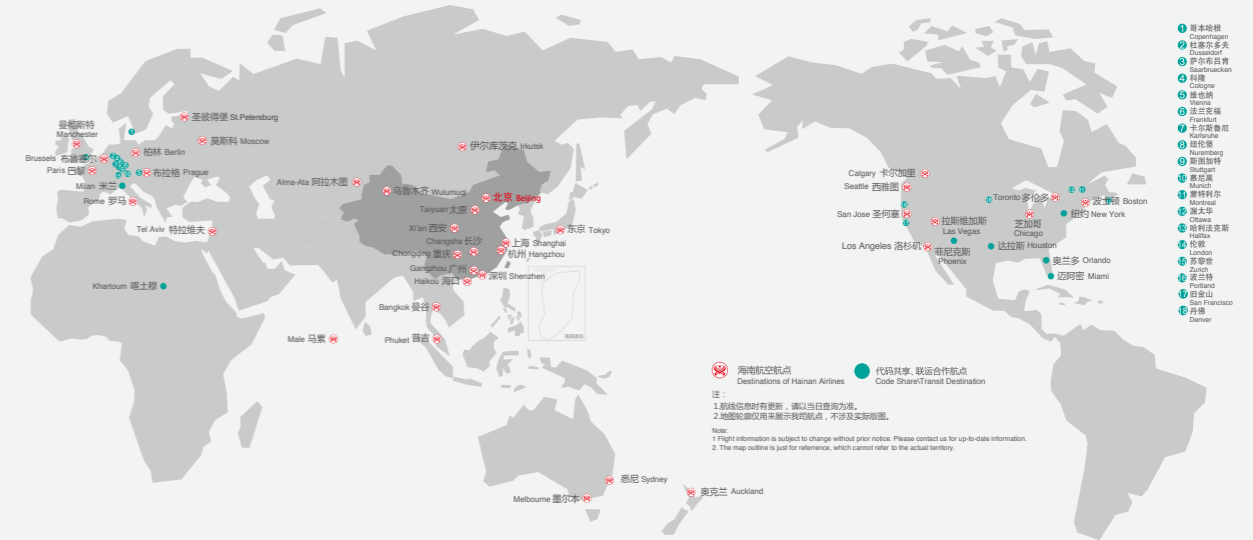 曼彻斯特
Manchester
圣彼得堡 St.Petersburg
莫斯科 Moscow
Brussels 布鲁塞尔
柏林 Berlin
Paris 巴黎
布拉格 Prague
Milan 米兰
Rome 罗马
Tel Aviv 特拉维夫
Khartoum 喀土穆
伊尔库茨克 Irkutsk
Alma-Ata 阿拉木图
乌鲁木齐 Wulumuqi
北京 Beijing
Taiyuan 太原
Xi'an 西安
东京 Tokyo
Changsha 长沙
上海 Shanghai
Chongqing 重庆
杭州 Hangzhou
Gangzhou 广州
深圳 Shenzhen
Haikou 海口
Bangkok 曼谷
Male 马累
Phuket 普吉
南海诸岛
悉尼 Sydney
Melbourne 墨尔本
奥克兰 Auckland
Calgary 卡尔加里
Seattle 西雅图
San Jose 圣何塞
拉斯维加斯
Las Vegas
Los Angeles 洛杉矶
菲尼克斯
Phoenix
Toronto 多伦多
波士顿 Boston
纽约 New York
芝加哥
Chicago
达拉斯 Houston
奥兰多 Orlando
迈阿密 Miami
1 哥本哈根
Copenhagen
2 杜塞尔多夫
Dusseldorf
3 萨尔布吕肯
Saarbruecken
4 科隆
Cologne
5 维也纳
Vienna
6 法兰克福
Frankfurt
7 卡尔斯鲁厄
Karlsruhe
8 纽伦堡
Nuremberg
9 斯图加特
Stuttgart
10 慕尼黑
Munich
11 蒙特利尔
Montreal
12 渥太华
Ottawa
13 哈利法克斯
Halifax
14 伦敦
London
15 苏黎世
Zurich
16 波兰特
Portland
17 旧金山
San Francisco
18 丹佛
Denver
海南航空航点
Destinations of Hainan Airlines
代码共享、联运合作航点
Code Share\Transit Destination
注：
1.航线信息时有更新，请以当日查询为准。
2.地图轮廓仅用来展示我司航点，不涉及实际版图。
Note:
1 Flight information is subject to change without prior notice. Please contact us for up-to-date information.
2. The map outline is just for referrence, which cannot refer to the actual territory.